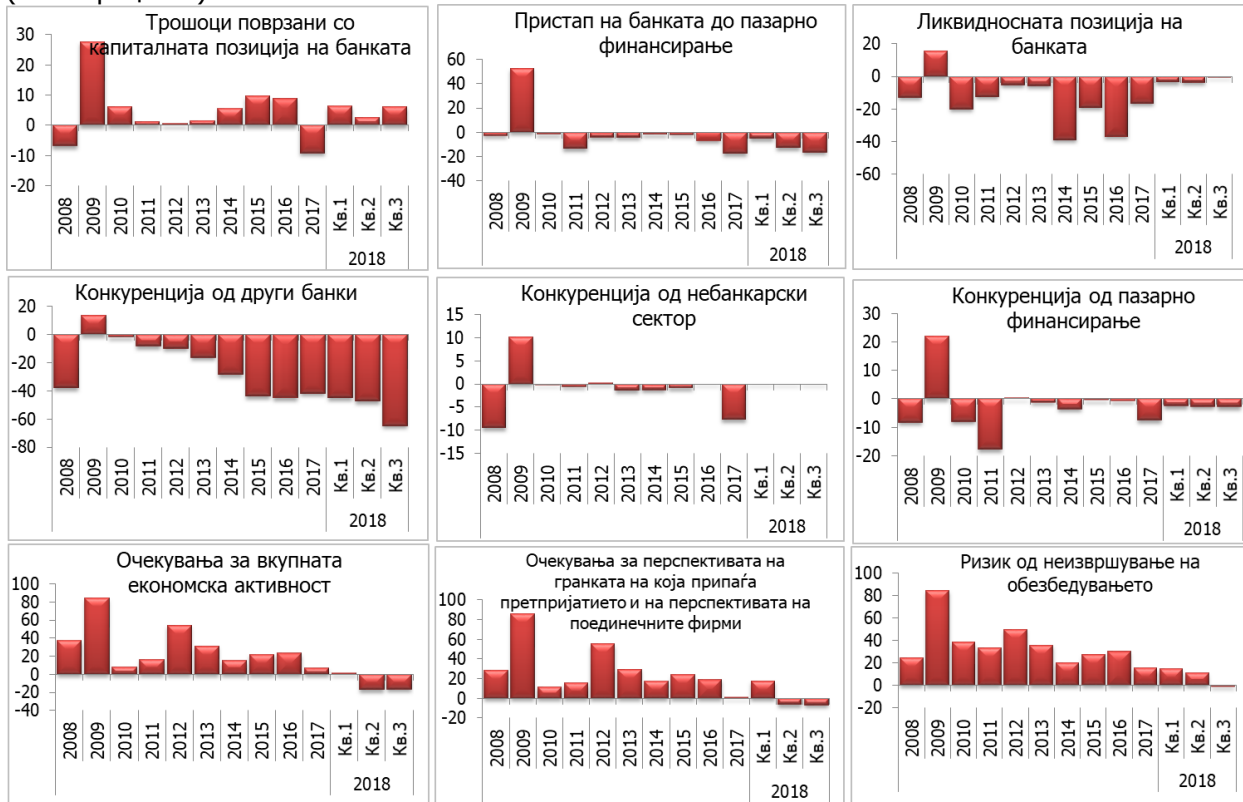 Трошоци поврзани со
капиталната позиција на банката
30
20
10
0
-10
-20
2008 2009 2010 2011 2012 2013 2014 2015 2016 2017 Кв.1 Кв.2 Кв.3
2018
Пристап на банката до пазарно
финансирање
60
40
20
0
-20
-40
2008 2009 2010 2011 2012 2013 2014 2015 2016 2017 Кв.1 Кв.2 Кв.3
2018
Ликвидносната позиција на
банката
20
0
-20
-40
-60
2008 2009 2010 2011 2012 2013 2014 2015 2016 2017 Кв.1 Кв.2 Кв.3
2018
Конкуренција од други банки
20
0
-20
-40
-60
-80
2008 2009 2010 2011 2012 2013 2014 2015 2016 2017 Кв.1 Кв.2 Кв.3
2018
Конкуренција од небанкарски
сектор
15
10
5
0
-5
-10
-15
2008 2009 2010 2011 2012 2013 2014 2015 2016 2017 Кв.1 Кв.2 Кв.3
2018
Конкуренција од пазарно
финансирање
30
20
10
0
-10
-20
2008 2009 2010 2011 2012 2013 2014 2015 2016 2017 Кв.1 Кв.2 Кв.3
2018
Очекувања за вкупната
економска активност
100
80
60
40
20
0
-20
-40
2008 2009 2010 2011 2012 2013 2014 2015 2016 2017 Кв.1 Кв.2 Кв.3
2018
Очекувања за перспективата на
гранката на која припаѓа
претпријатието и на перспективата на
поединечните фирми
100
80
60
40
20
0
-20
2008 2009 2010 2011 2012 2013 2014 2015 2016 2017 Кв.1 Кв.2 Кв.3
2018
Ризик од неизвршување на
обезбедувањето
100
80
60
40
20
0
-20
2008 2009 2010 2011 2012 2013 2014 2015 2016 2017 Кв.1 Кв.2 Кв.3
2018